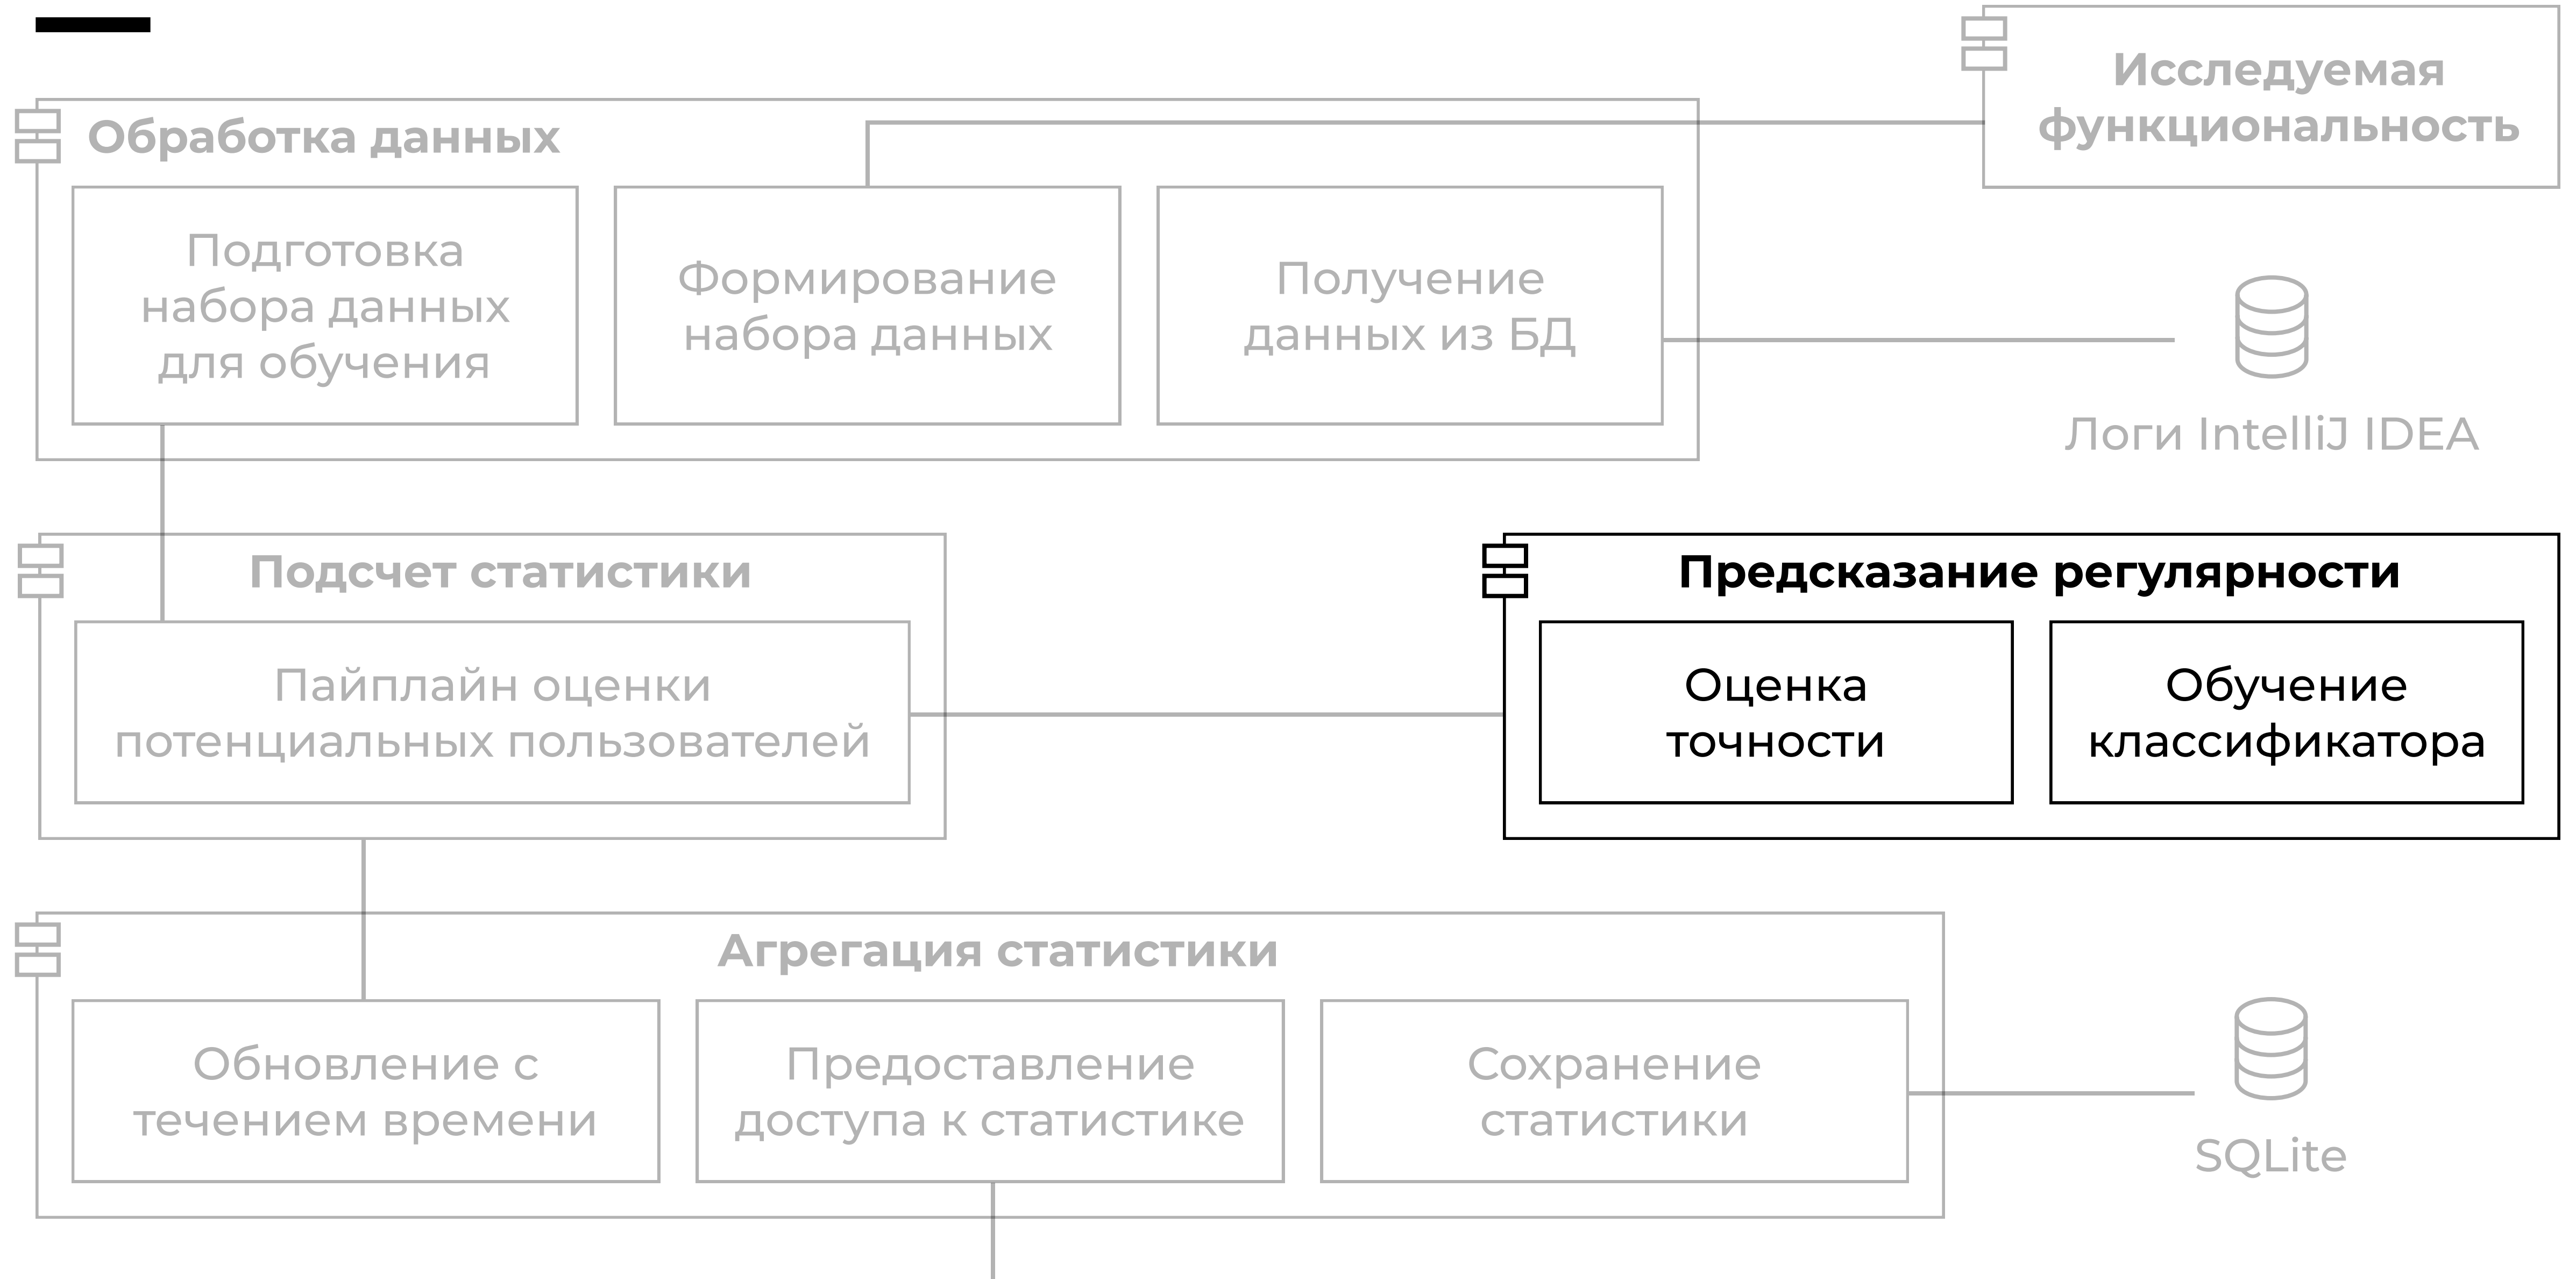 Исследуемая
функциональность
Обработка данных
Подготовка
набора данных
для обучения
Формирование
набора данных
Получение
данных из БД
Логи IntelliJ IDEA
Подсчет статистики
Пайплайн оценки
потенциальных пользователей
Предсказание регулярности
Оценка
точности
Обучение
классификатора
Агрегация статистики
Обновление с
течением времени
Предоставление
доступа к статистике
Сохранение
статистики
SQLite